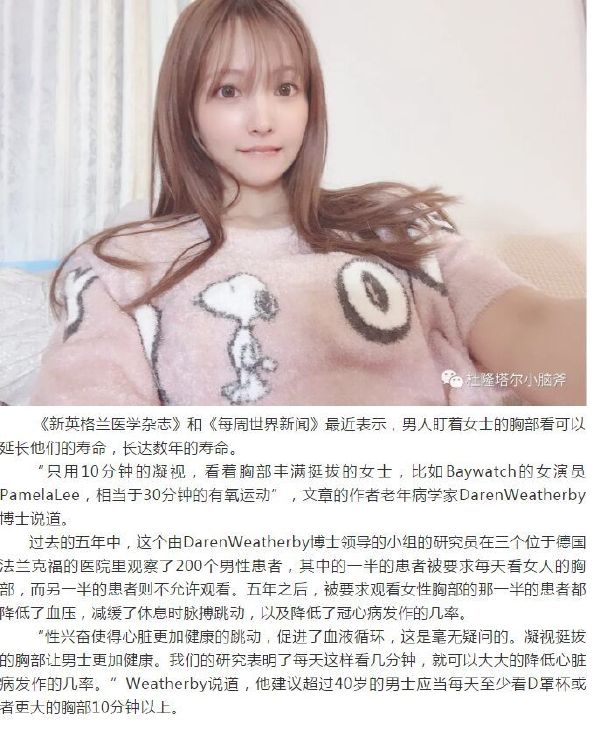 杜隆塔尔小脑斧
《新英格兰医学杂志》和《每周世界新闻》最近表示，男人盯着女士的胸部看可以
延长他们的寿命，长达数年的寿命。
“只用10分钟的凝视，看着胸部丰满挺拔的女士，比如Baywatch的女演员
PamelaLee，相当于30分钟的有氧运动”，文章的作者老年病学家DarenWeatherby
博士说道。
过去的五年中，这个由DarenWeatherby博士领导的小组的研究员在三个位于德国
法兰克福的医院里观察了200个男性患者，其中的一半的患者被要求每天看女人的胸
部，而另一半的患者则不允许观看。五年之后，被要求观看女性胸部的那一半的患者都
降低了血压，减缓了休息时脉搏跳动，以及降低了冠心病发作的几率。
“性兴奋使得心脏更加健康的跳动，促进了血液循环，这是毫无疑问的。凝视挺拔
的胸部让男士更加健康。我们的研究表明了每天这样看几分钟，就可以大大的降低心脏
病发作的几率。”Weatherby说道，他建议超过40岁的男士应当每天至少看D罩杯或
者更大的胸部10分钟以上。